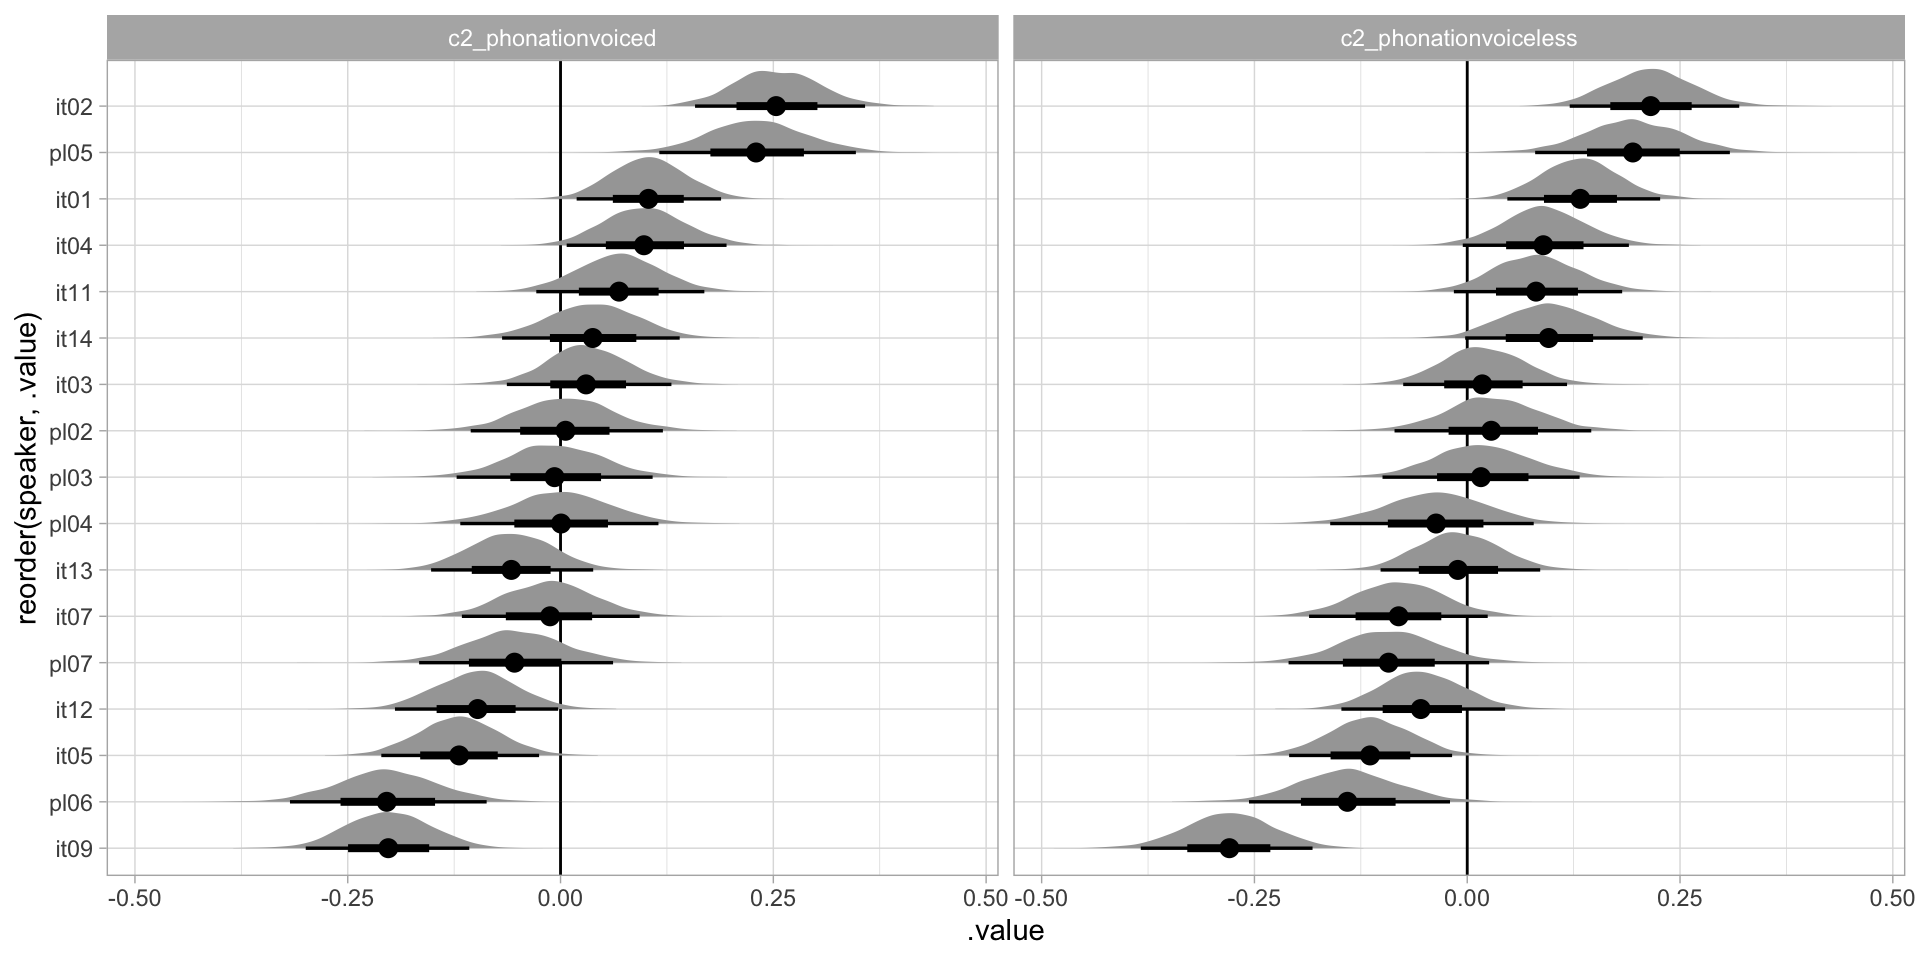 c2_phonationvoiced
c2_phonationvoiceless
reorder(speaker, .value)
it02
pl05
it01
it04
it11
it14
it03
pl02
pl03
pl04
it13
it07
pl07
it12
it05
pl06
it09
-0.50 -0.25 0.00 0.25 0.50 -0.50 -0.25 0.00 0.25 0.50
.value